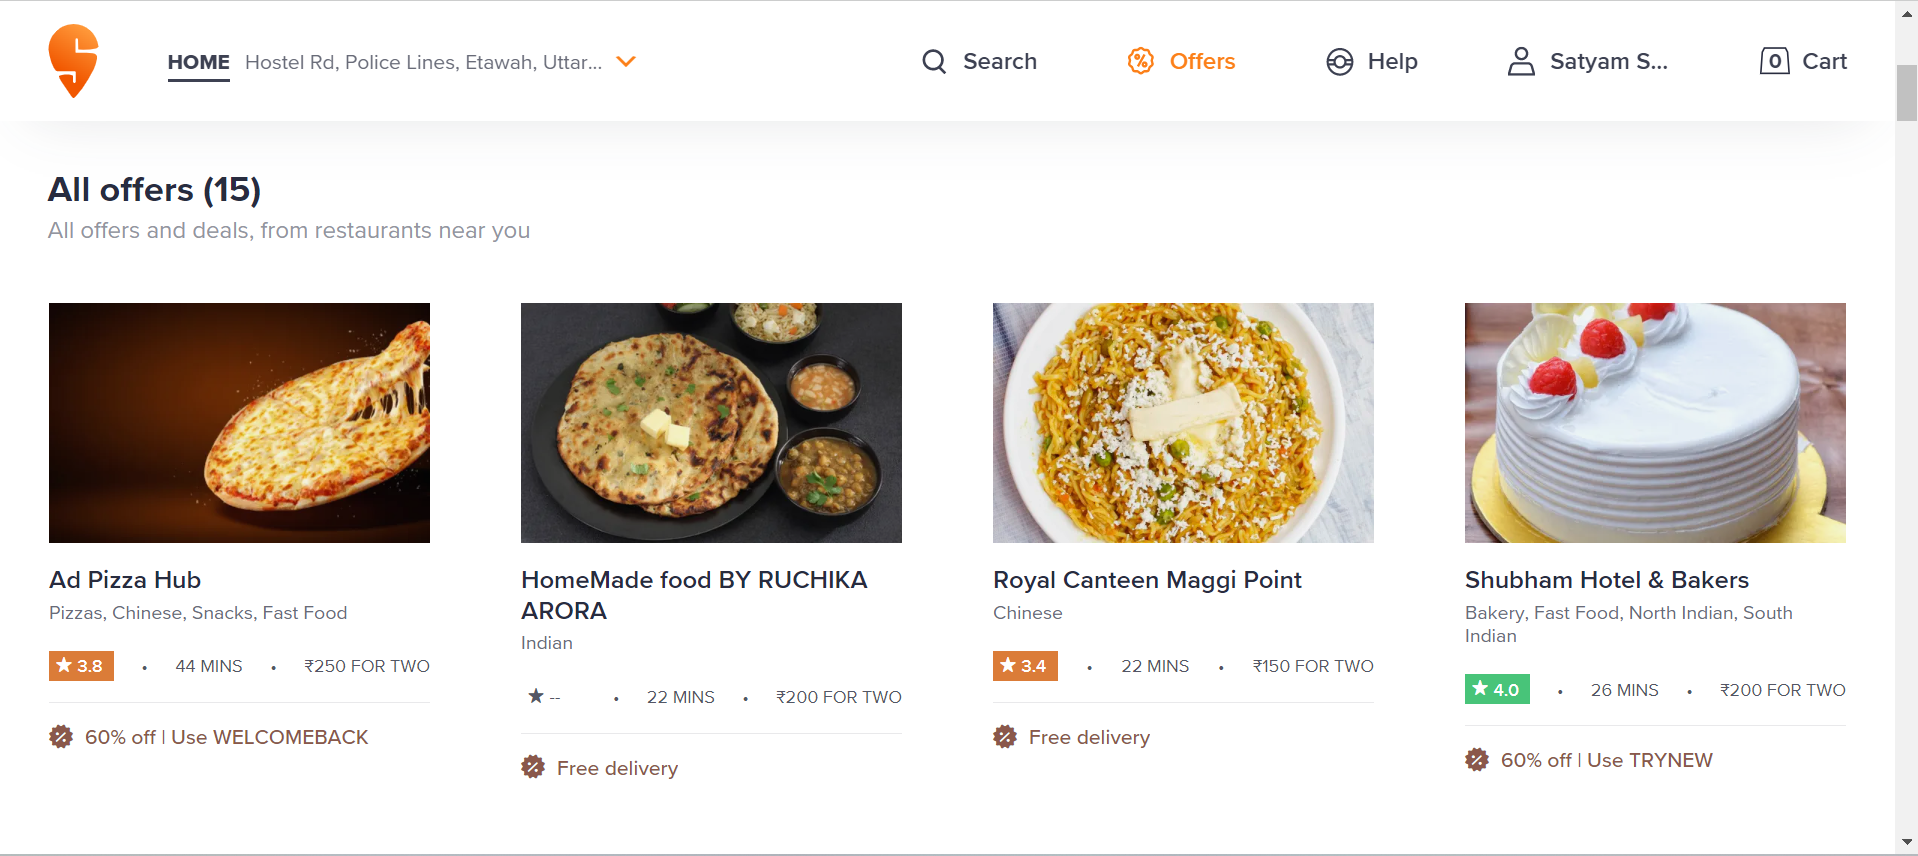 HOME Hostel Rd, Police Lines, Etawah, Uttar... Search Offers Help Satyam S... 0 Cart
All offers (15)
All offers and deals, from restaurants near you
Ad Pizza Hub
Pizzas, Chinese, Snacks, Fast Food
★ 3.8 • 44 MINS • ₹250 FOR TWO
60% off | Use WELCOMEBACK
HomeMade food BY RUCHIKA
ARORA
Indian
★ -- • 22 MINS • ₹200 FOR TWO
Free delivery
Royal Canteen Maggi Point
Chinese
★ 3.4 • 22 MINS • ₹150 FOR TWO
Free delivery
Shubham Hotel & Bakers
Bakery, Fast Food, North Indian, South
Indian
★ 4.0 • 26 MINS • ₹200 FOR TWO
60% off | Use TRYNEW